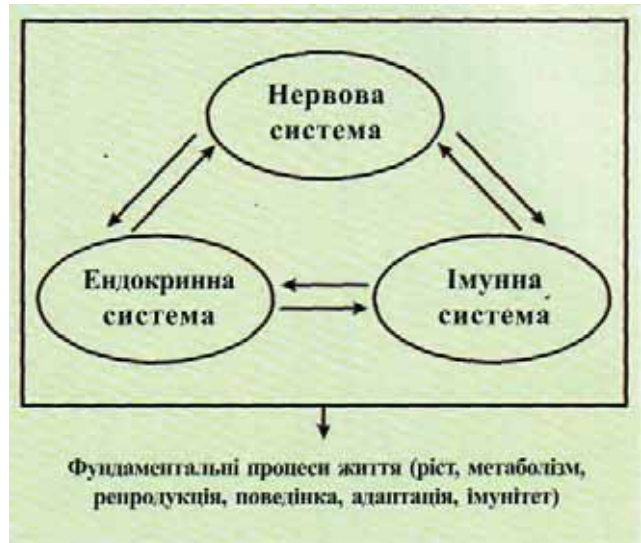 Нервова
система
Ендокринна
система
Імунна
система
Фундаментальні процеси життя (ріст, метаболізм,
репродукція, поведінка, адаптація, імунітет)